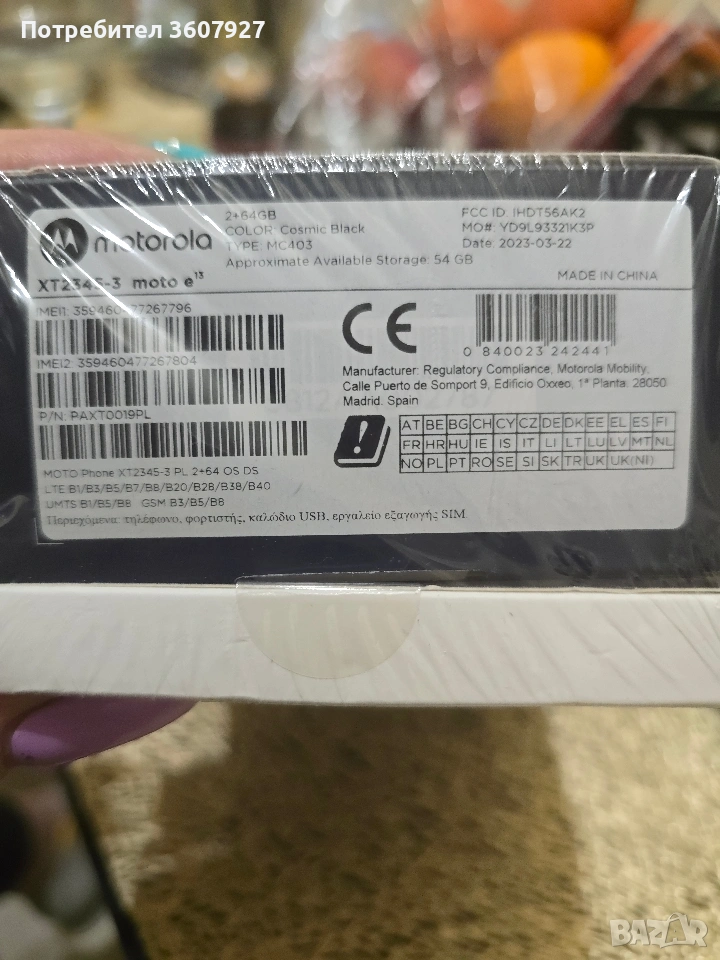 Потребител 3607927
motorola
2+64GB
COLOR: Cosmic Black
TYPE: MC403
Approximate Available Storage: 54 GB
FCC ID: IHDT56AK2
MO#: YD9L93321K3P
Date: 2023-03-22
XT2345-3 moto e13
MADE IN CHINA
IMEI1: 359460477267796
IMEI2: 359460477267804
P/N: PAXT0019PL
CE
0 840023 242441
Manufacturer: Regulatory Compliance, Motorola Mobility,
Calle Puerto de Somport 9, Edificio Oxxeo, 1ª Planta. 28050
Madrid. Spain
AT BE BG CH CY CZ DE DK EE EL ES FI
FR HR HU IE IS IT LI LT LU LV MT NL
NO PL PT RO SE SI SK TR UK UK(NI)
MOTO Phone XT2345-3 PL 2+64 OS DS
LTE B1/B3/B5/B7/B8/B20/B28/B38/B40
UMTS B1/B5/B8 GSM B3/B5/B8
Περιεχόμενα: τηλέφωνο, φορτιστής, καλώδιο USB, εργαλείο εξαγωγής SIM
BAZAR